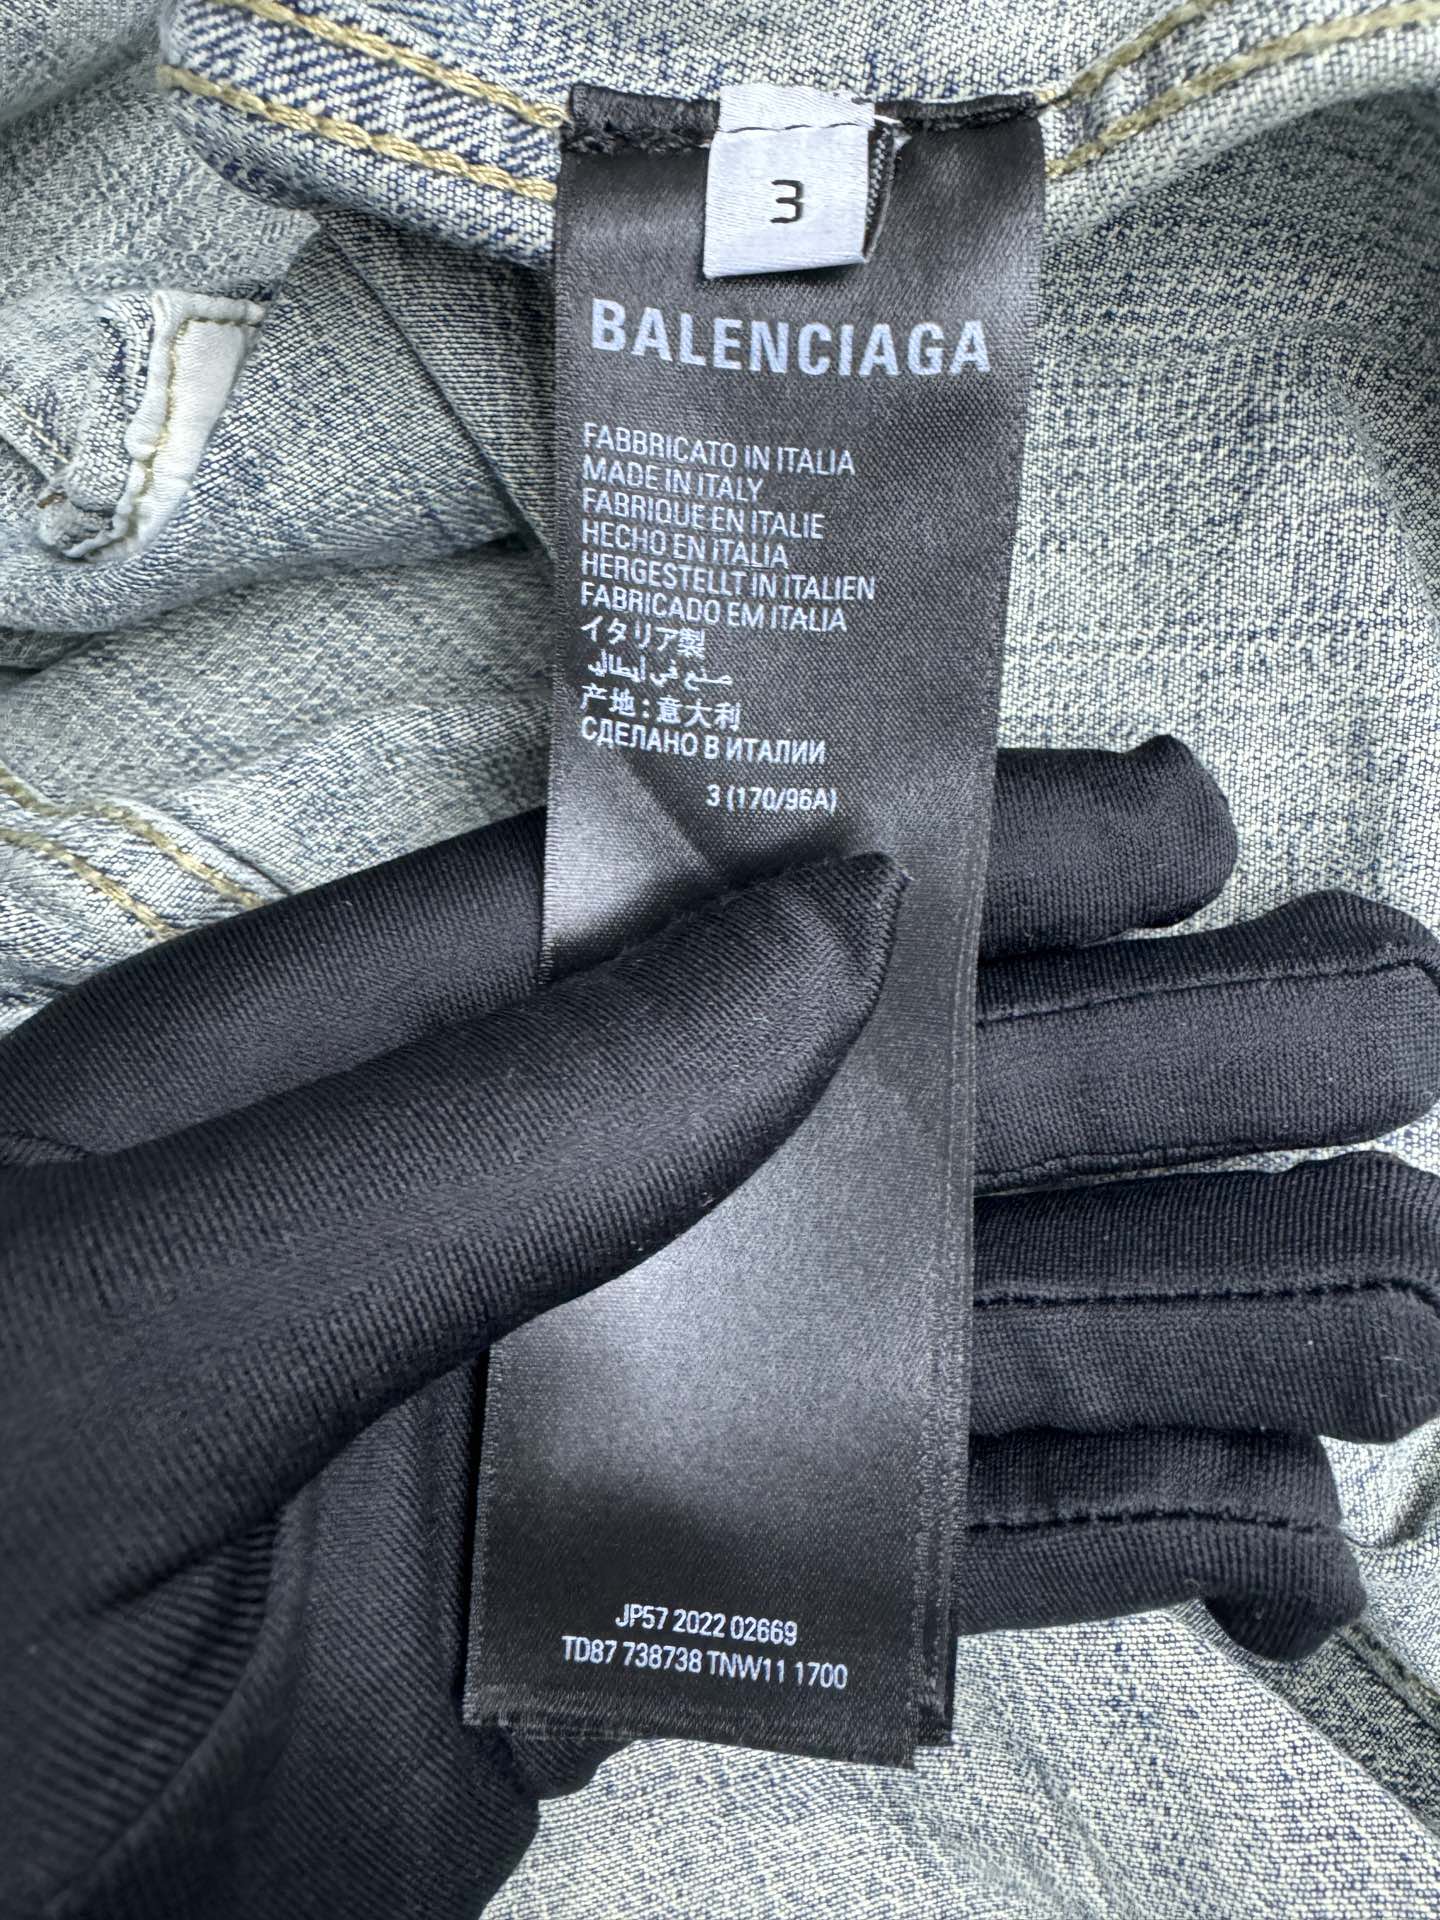 3
BALENCIAGA
FABBRICATO IN ITALIA
MADE IN ITALY
FABRIQUE EN ITALIE
HECHO EN ITALIA
HERGESTELLT IN ITALIEN
FABRICADO EM ITALIA
イタリア製
صنع في إيطاليا
产地:意大利
СДЕЛАНО В ИТАЛИИ
3 (170/96A)
JP57 2022 02669
TD87 738738 TNW11 1700